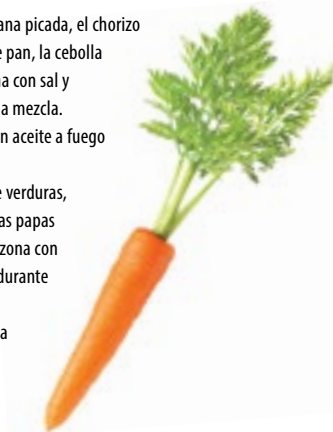 ana picada, el chorizo
e pan, la cebolla
na con sal y
a mezcla.
n aceite a fuego
e verduras,
as papas
zona con
durante
a